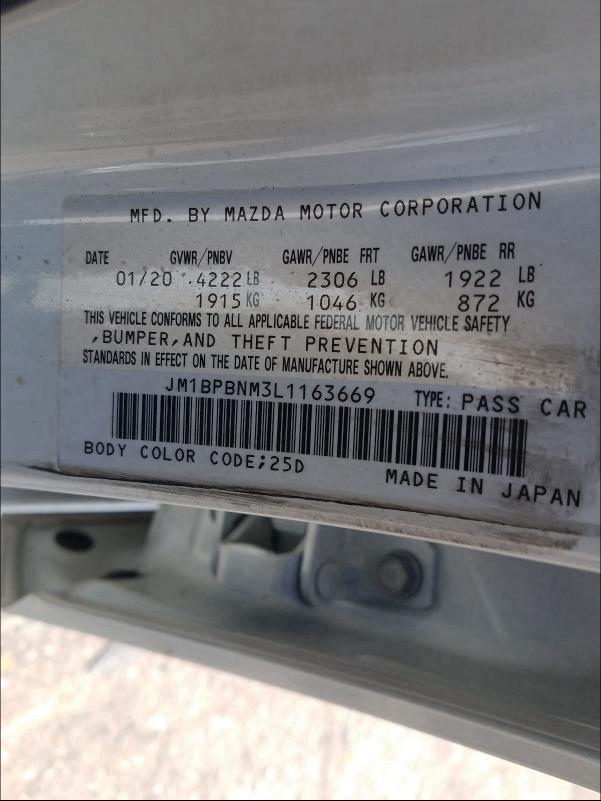 MFD. BY MAZDA MOTOR CORPORATION
DATE GVWR/PNBV GAWR/PNBE FRT GAWR/PNBE RR
01/20 4222 LB 2306 LB 1922 LB
1915 KG 1046 KG 872 KG
THIS VEHICLE CONFORMS TO ALL APPLICABLE FEDERAL MOTOR VEHICLE SAFETY
,BUMPER,AND THEFT PREVENTION
STANDARDS IN EFFECT ON THE DATE OF MANUFACTURE SHOWN ABOVE.
JM1BPBNM3L1163669 TYPE: PASS CAR
BODY COLOR CODE;25D
MADE IN JAPAN